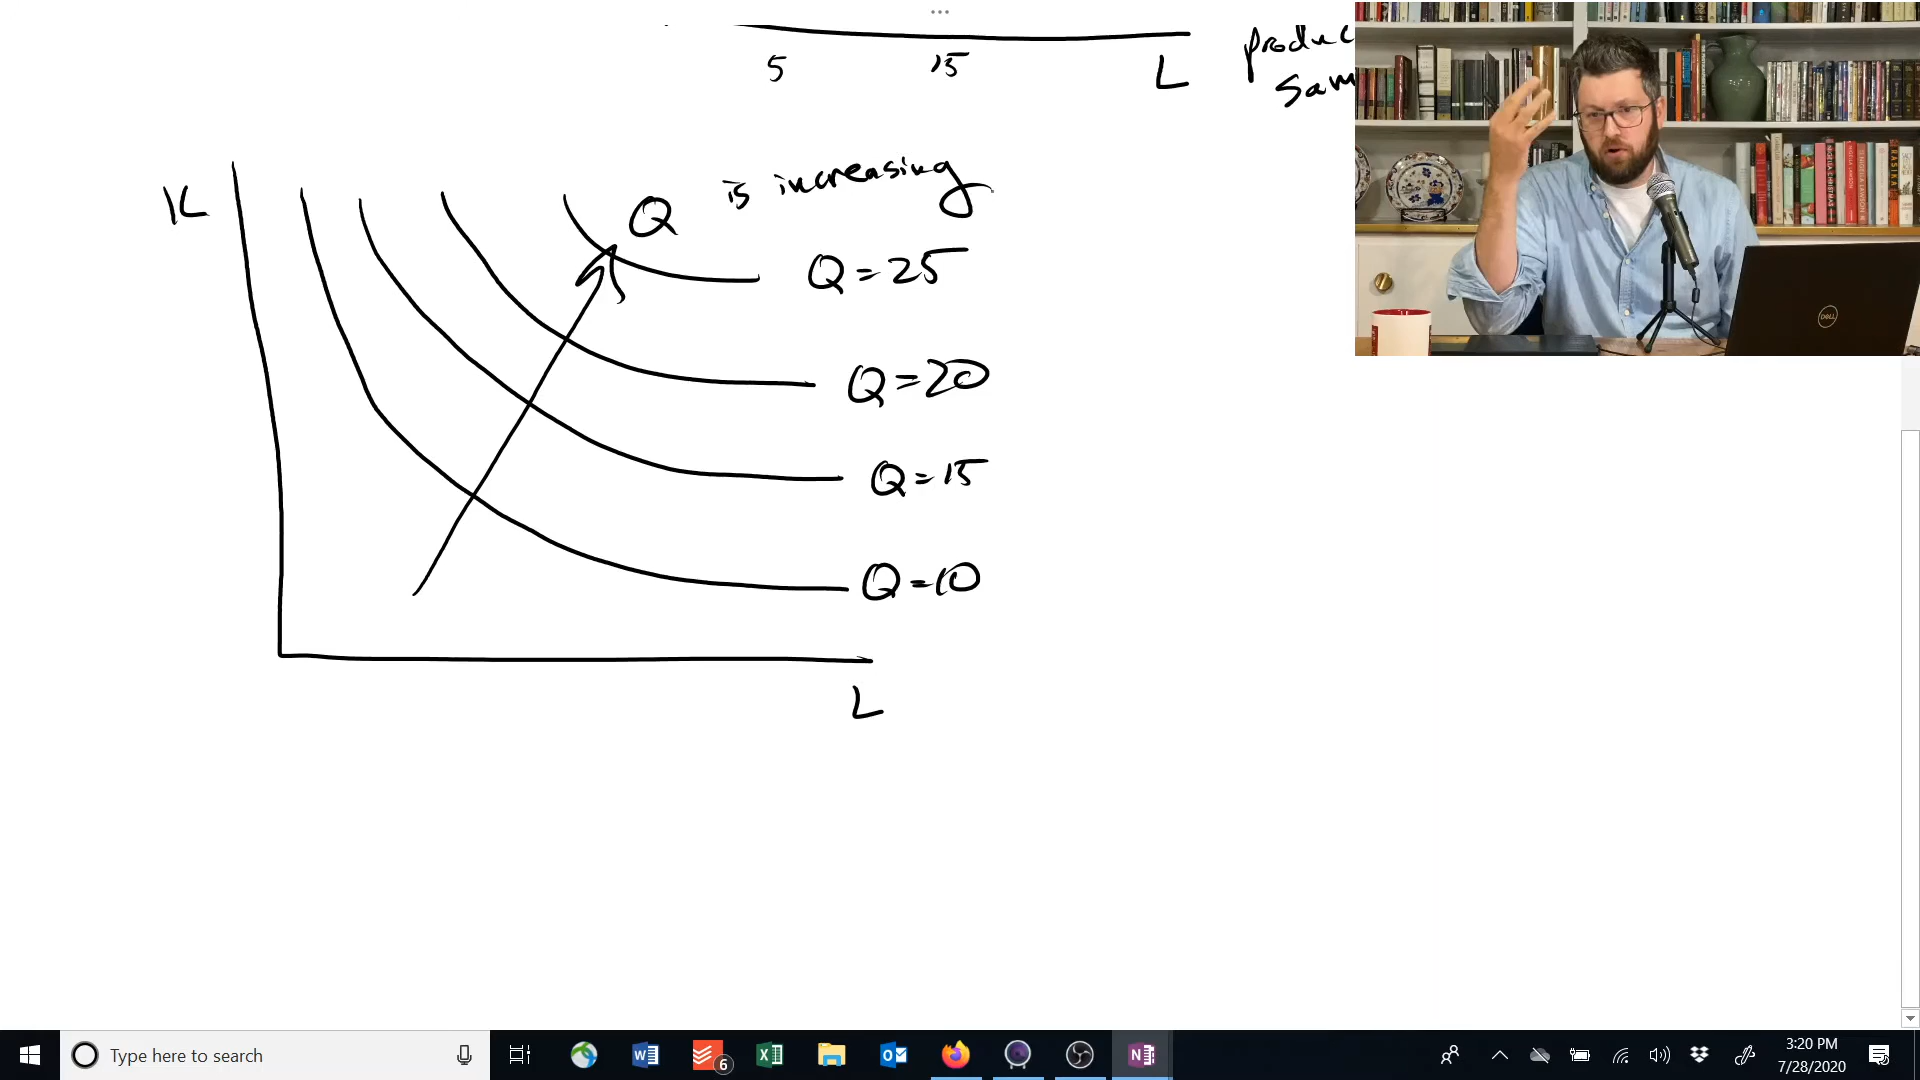 5 15 L
produc
sam
K
Q is increasing
Q=25
Q=20
Q=15
Q=10
L
DELL
Type here to search
6
3:20 PM
7/28/2020